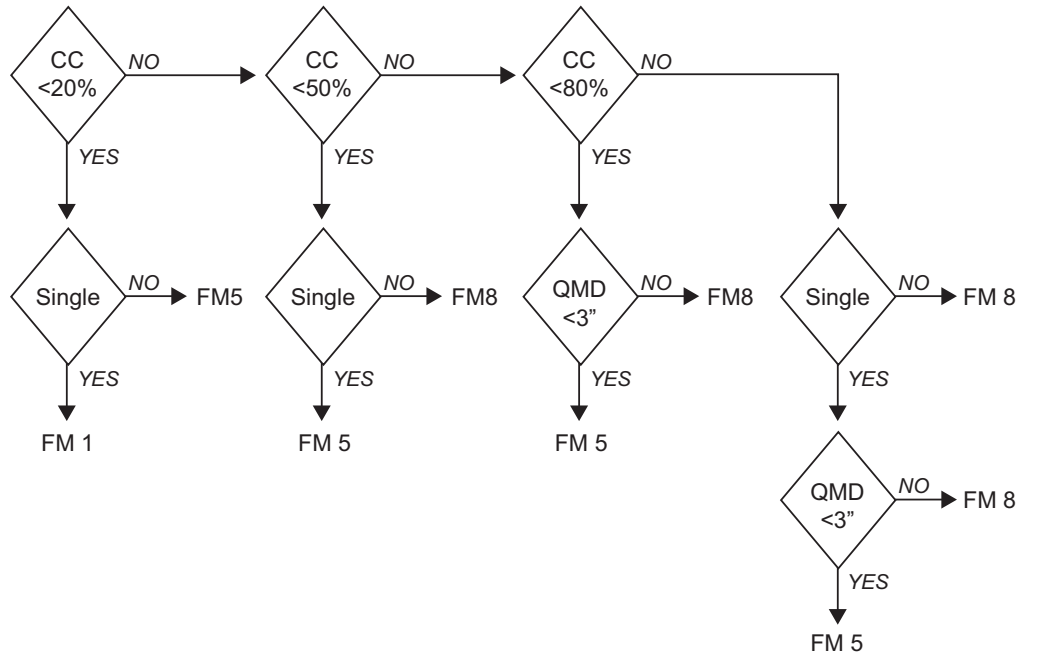 CC
<20%
NO
CC
<50%
NO
CC
<80%
NO
YES
YES
YES
Single
NO
FM5
Single
NO
FM8
QMD
<3”
NO
FM8
Single
NO
FM 8
YES
YES
YES
YES
FM 1
FM 5
FM 5
QMD
<3”
NO
FM 8
YES
FM 5